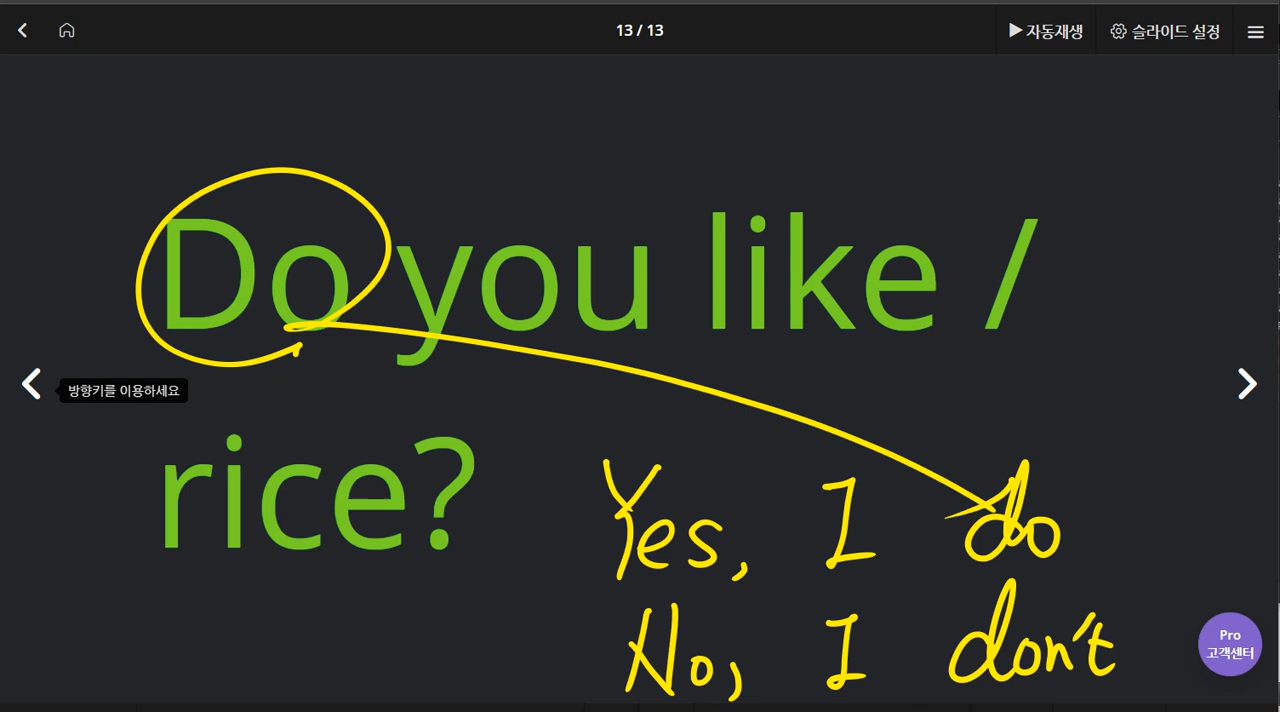 13 / 13
자동재생
슬라이드 설정
Do you like /
rice?
방향키를 이용하세요
Yes, I do
No, I don't
Pro
고객센터